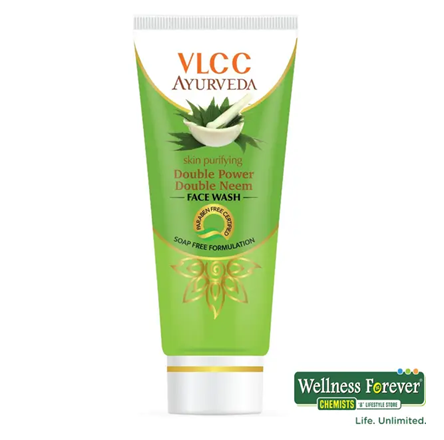 VLCC
AYURVEDA
skin purifying
Double Power
Double Neem
FACE WASH
PARABEN FREE CERTIFIED
SOAP FREE FORMULATION
Wellness Forever
CHEMISTS 'n' LIFESTYLE STORE
Life. Unlimited.